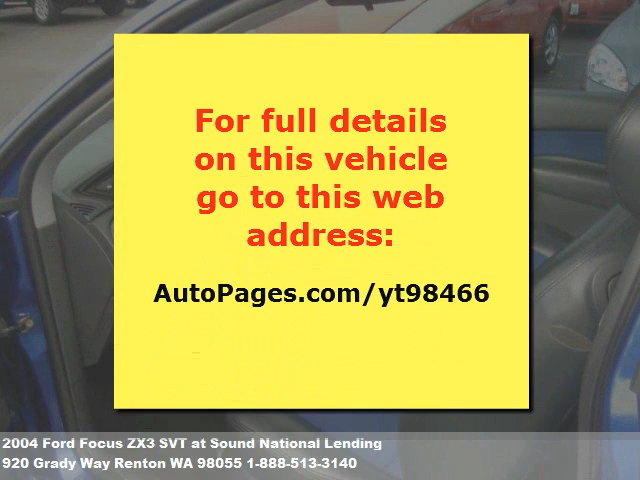 For full details
on this vehicle
go to this web
address:
AutoPages.com/yt98466
2004 Ford Focus ZX3 SVT at Sound National Lending
920 Grady Way Renton WA 98055 1-888-513-3140